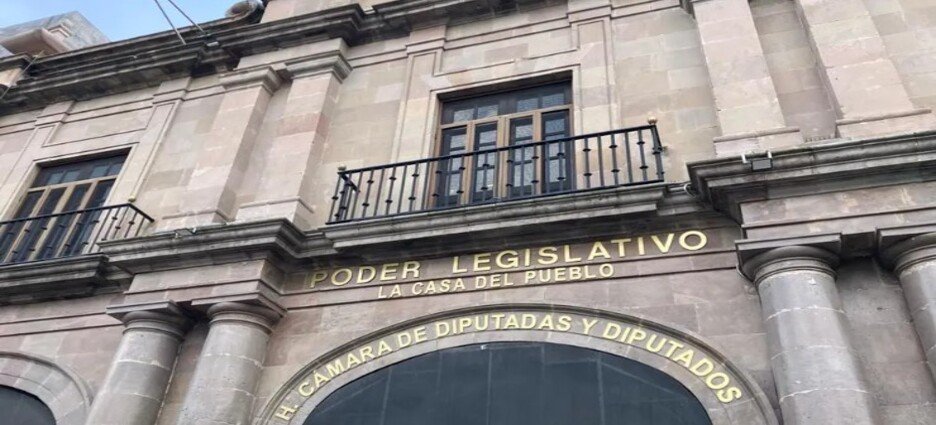 PODER LEGISLATIVO
LA CASA DEL PUEBLO
H. CÁMARA DE DIPUTADAS Y DIPUTADOS